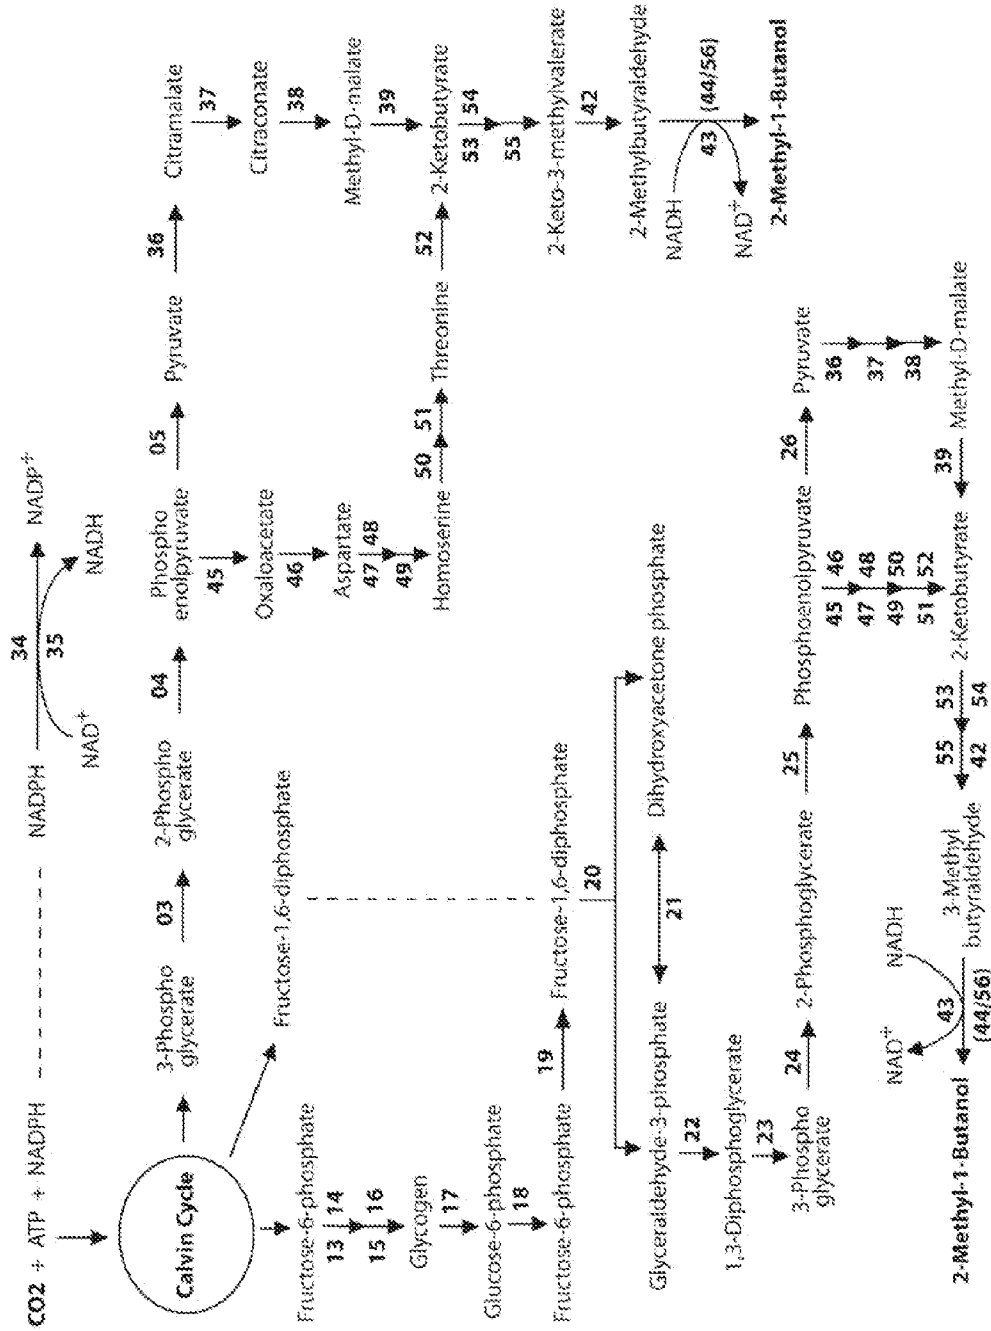 CO2 + ATP + NADPH
NADPH
34
NADP+
NAD+
35
NADH
Calvin Cycle
3-Phospho
glycerate
03
2-Phospho
glycerate
04
Phospho
enolpyruvate
05
Pyruvate
36
Citramalate
37
Citraconate
38
Methyl-D-malate
39
45
Oxaloacetate
46
Aspartate
47
48
49
Homoserine
50
51
Threonine
52
2-Ketobutyrate
53
54
55
2-Keto-3-methylvalerate
42
2-Methylbutyraldehyde
NADH
43
(44/56)
NAD+
2-Methyl-1-Butanol
Fructose-1,6-diphosphate
Fructose-6-phosphate
13
14
15
16
Glycogen
17
Glucose-6-phosphate
18
Fructose-6-phosphate
19
Fructose-1,6-diphosphate
20
Glyceraldehyde-3-phosphate
21
Dihydroxyacetone phosphate
22
1,3-Diphosphoglycerate
23
3-Phospho
glycerate
24
2-Phosphoglycerate
25
Phosphoenolpyruvate
26
Pyruvate
45
46
47
48
49
50
51
52
36
37
38
2-Methyl-1-Butanol
43
(44/56)
NAD+
NADH
3-Methyl
butyraldehyde
55
53
42
54
2-Ketobutyrate
39
Methyl-D-malate